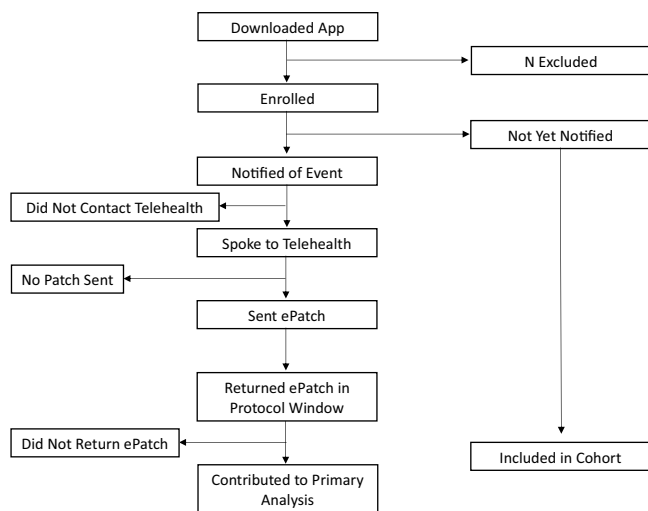 Downloaded App
N Excluded
Enrolled
Not Yet Notified
Notified of Event
Did Not Contact Telehealth
Spoke to Telehealth
No Patch Sent
Sent ePatch
Returned ePatch in
Protocol Window
Did Not Return ePatch
Included in Cohort
Contributed to Primary
Analysis